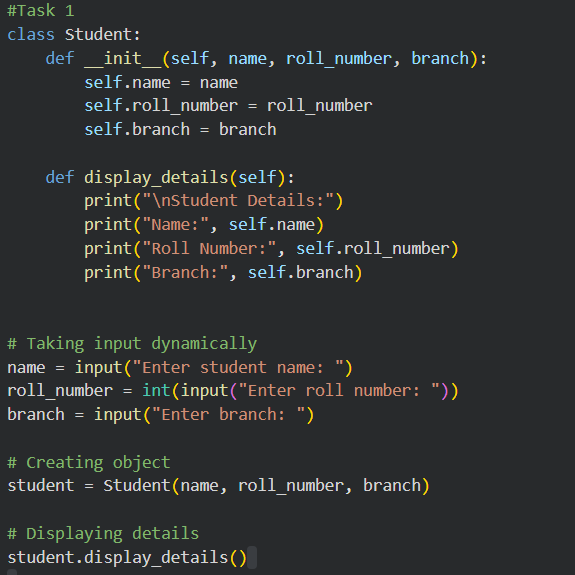 #Task 1
class Student:
    def __init__(self, name, roll_number, branch):
        self.name = name
        self.roll_number = roll_number
        self.branch = branch

    def display_details(self):
        print("\nStudent Details:")
        print("Name:", self.name)
        print("Roll Number:", self.roll_number)
        print("Branch:", self.branch)


# Taking input dynamically
name = input("Enter student name: ")
roll_number = int(input("Enter roll number: "))
branch = input("Enter branch: ")

# Creating object
student = Student(name, roll_number, branch)

# Displaying details
student.display_details()